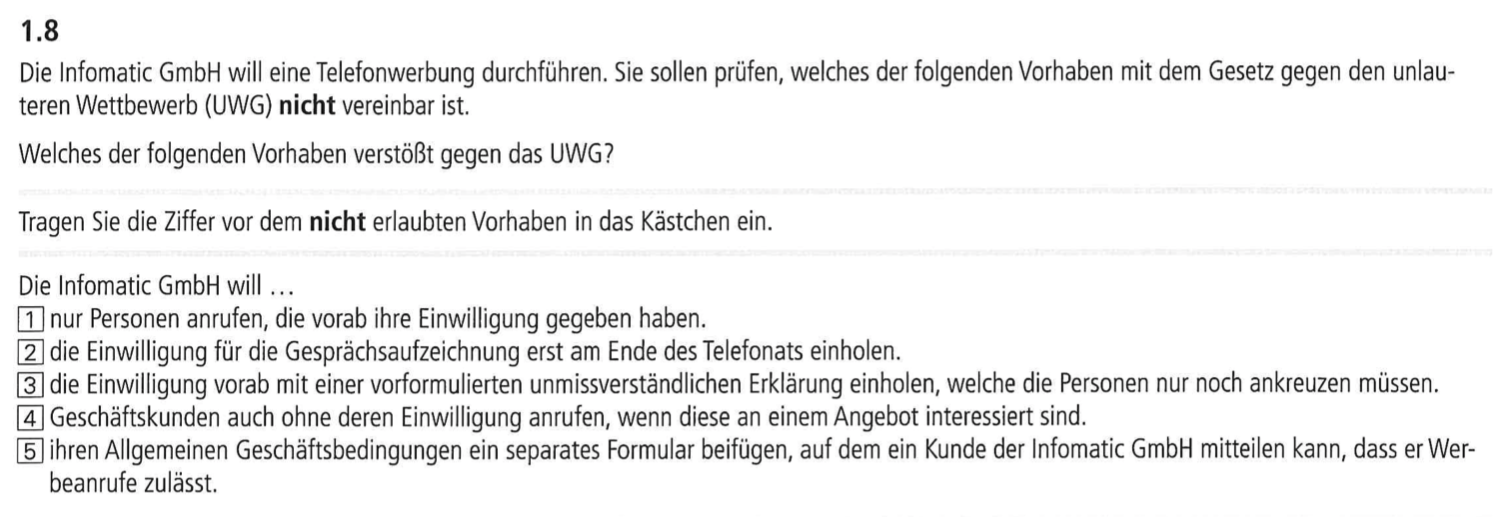 1.8
Die Infomatic GmbH will eine Telefonwerbung durchführen. Sie sollen prüfen, welches der folgenden Vorhaben mit dem Gesetz gegen den unlau-
teren Wettbewerb (UWG) nicht vereinbar ist.
Welches der folgenden Vorhaben verstößt gegen das UWG?
Tragen Sie die Ziffer vor dem nicht erlaubten Vorhaben in das Kästchen ein.
Die Infomatic GmbH will …
1 nur Personen anrufen, die vorab ihre Einwilligung gegeben haben.
2 die Einwilligung für die Gesprächsaufzeichnung erst am Ende des Telefonats einholen.
3 die Einwilligung vorab mit einer vorformulierten unmissverständlichen Erklärung einholen, welche die Personen nur noch ankreuzen müssen.
4 Geschäftskunden auch ohne deren Einwilligung anrufen, wenn diese an einem Angebot interessiert sind.
5 ihren Allgemeinen Geschäftsbedingungen ein separates Formular beifügen, auf dem ein Kunde der Infomatic GmbH mitteilen kann, dass er Wer-
beanrufe zulässt.